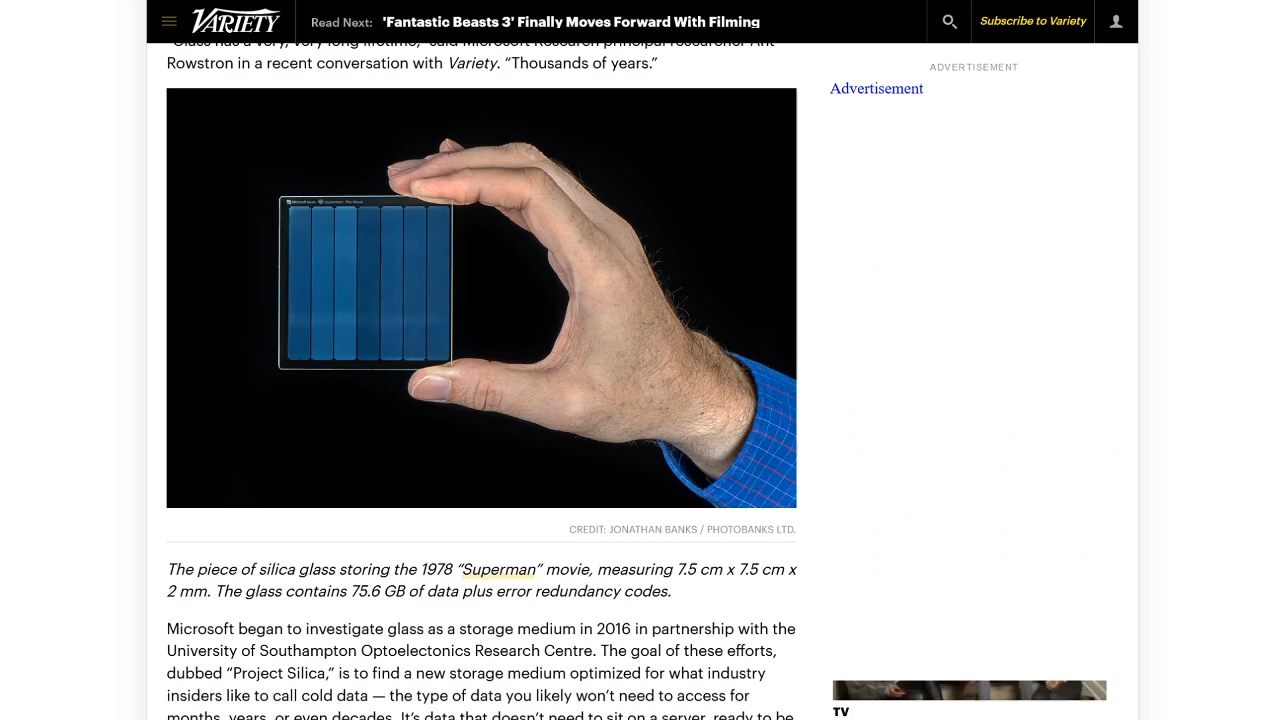 VARIETY
Read Next: 'Fantastic Beasts 3' Finally Moves Forward With Filming
Subscribe to Variety
"Glass has a very, very long lifetime," said Microsoft Research principal researcher Ant
Rowstron in a recent conversation with Variety. “Thousands of years.”
ADVERTISEMENT
Advertisement
CREDIT: JONATHAN BANKS / PHOTOBANKS LTD.
The piece of silica glass storing the 1978 “Superman” movie, measuring 7.5 cm x 7.5 cm x
2 mm. The glass contains 75.6 GB of data plus error redundancy codes.
Microsoft began to investigate glass as a storage medium in 2016 in partnership with the
University of Southampton Optoelectonics Research Centre. The goal of these efforts,
dubbed “Project Silica,” is to find a new storage medium optimized for what industry
insiders like to call cold data — the type of data you likely won’t need to access for
months, years, or even decades. It’s data that doesn’t need to sit on a server, ready to be
TV